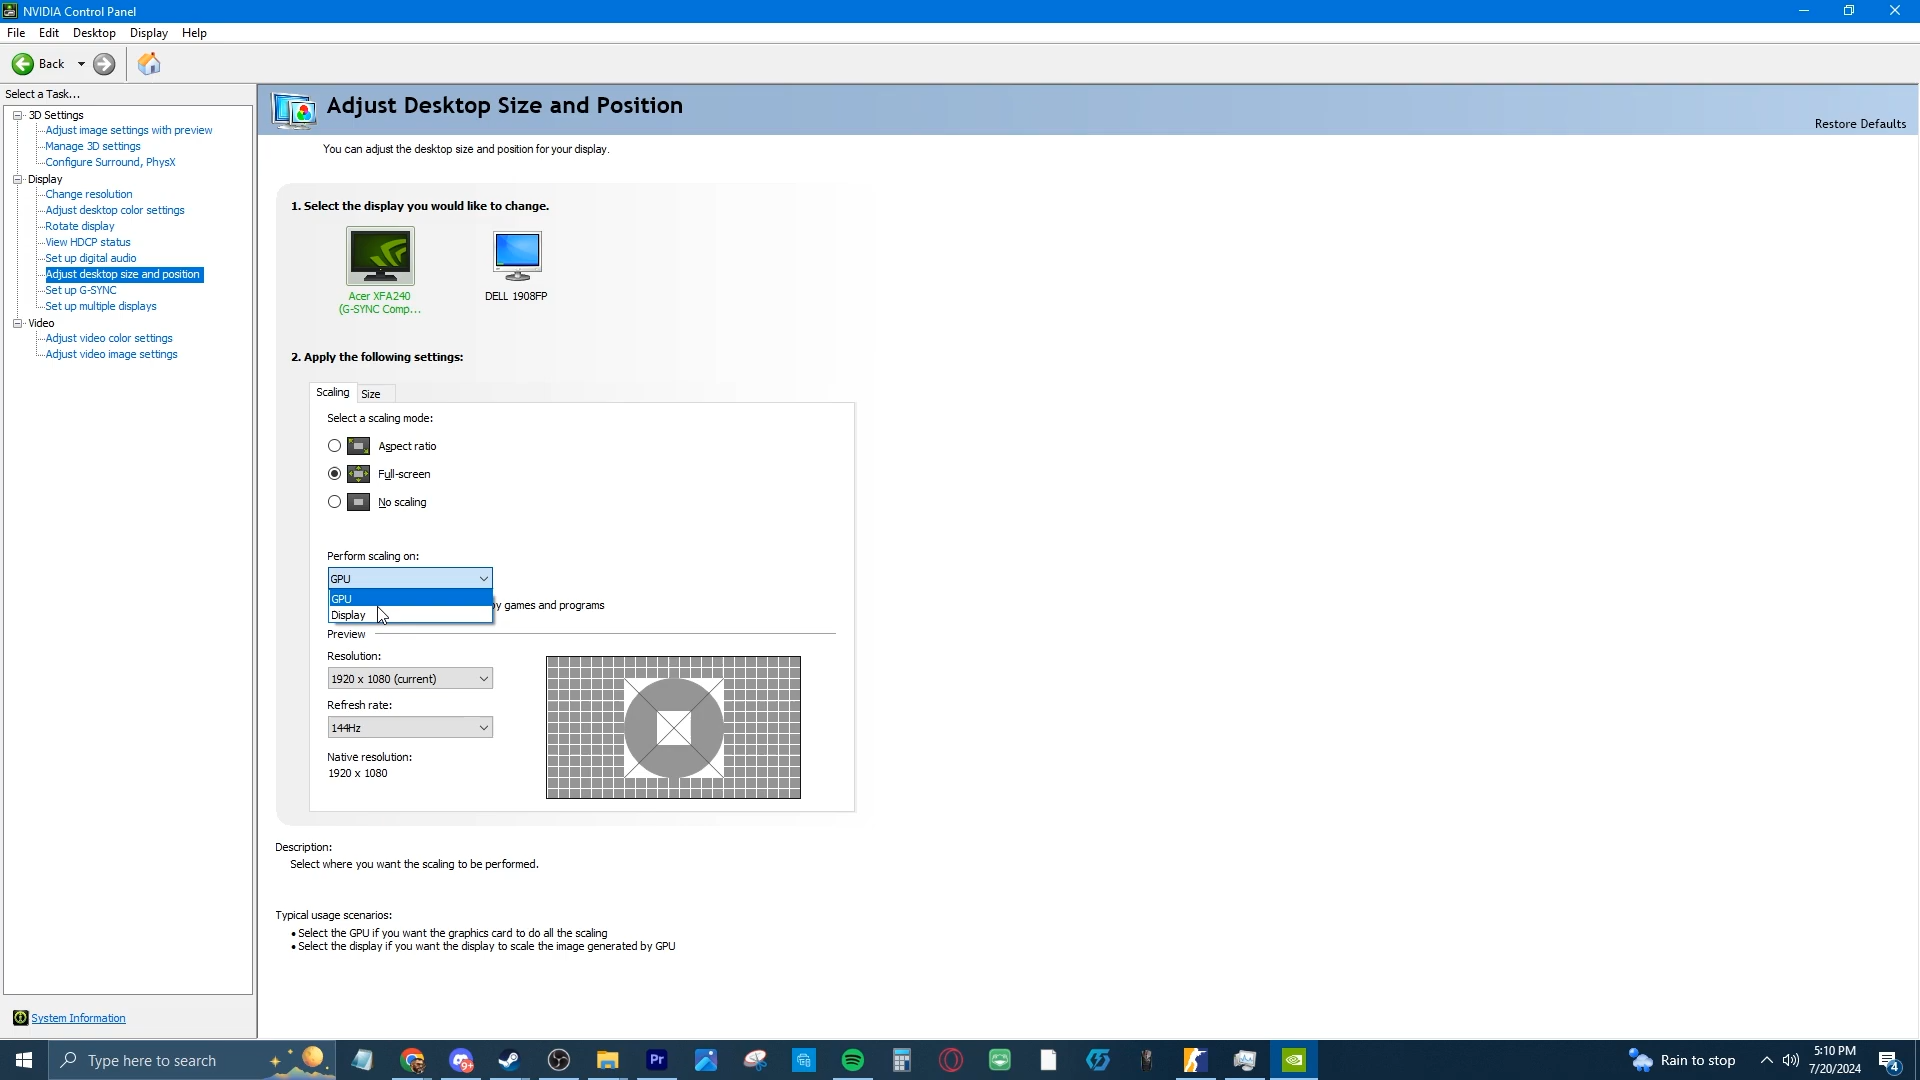 NVIDIA Control Panel
File Edit Desktop Display Help
Back
Select a Task...
3D Settings
Adjust image settings with preview
Manage 3D settings
Configure Surround, PhysX
Display
Change resolution
Adjust desktop color settings
Rotate display
View HDCP status
Set up digital audio
Adjust desktop size and position
Set up G-SYNC
Set up multiple displays
Video
Adjust video color settings
Adjust video image settings
System Information
Adjust Desktop Size and Position
Restore Defaults
You can adjust the desktop size and position for your display.
1. Select the display you would like to change.
Acer XFA240
(G-SYNC Comp...
DELL 1908FP
2. Apply the following settings:
Scaling Size
Select a scaling mode:
Aspect ratio
Full-screen
No scaling
Perform scaling on:
GPU
GPU
Display
by games and programs
Preview
Resolution:
1920 x 1080 (current)
Refresh rate:
144Hz
Native resolution:
1920 x 1080
Description:
Select where you want the scaling to be performed.
Typical usage scenarios:
• Select the GPU if you want the graphics card to do all the scaling
• Select the display if you want the display to scale the image generated by GPU
Type here to search
9+
Pr
Rain to stop
5:10 PM
7/20/2024
4